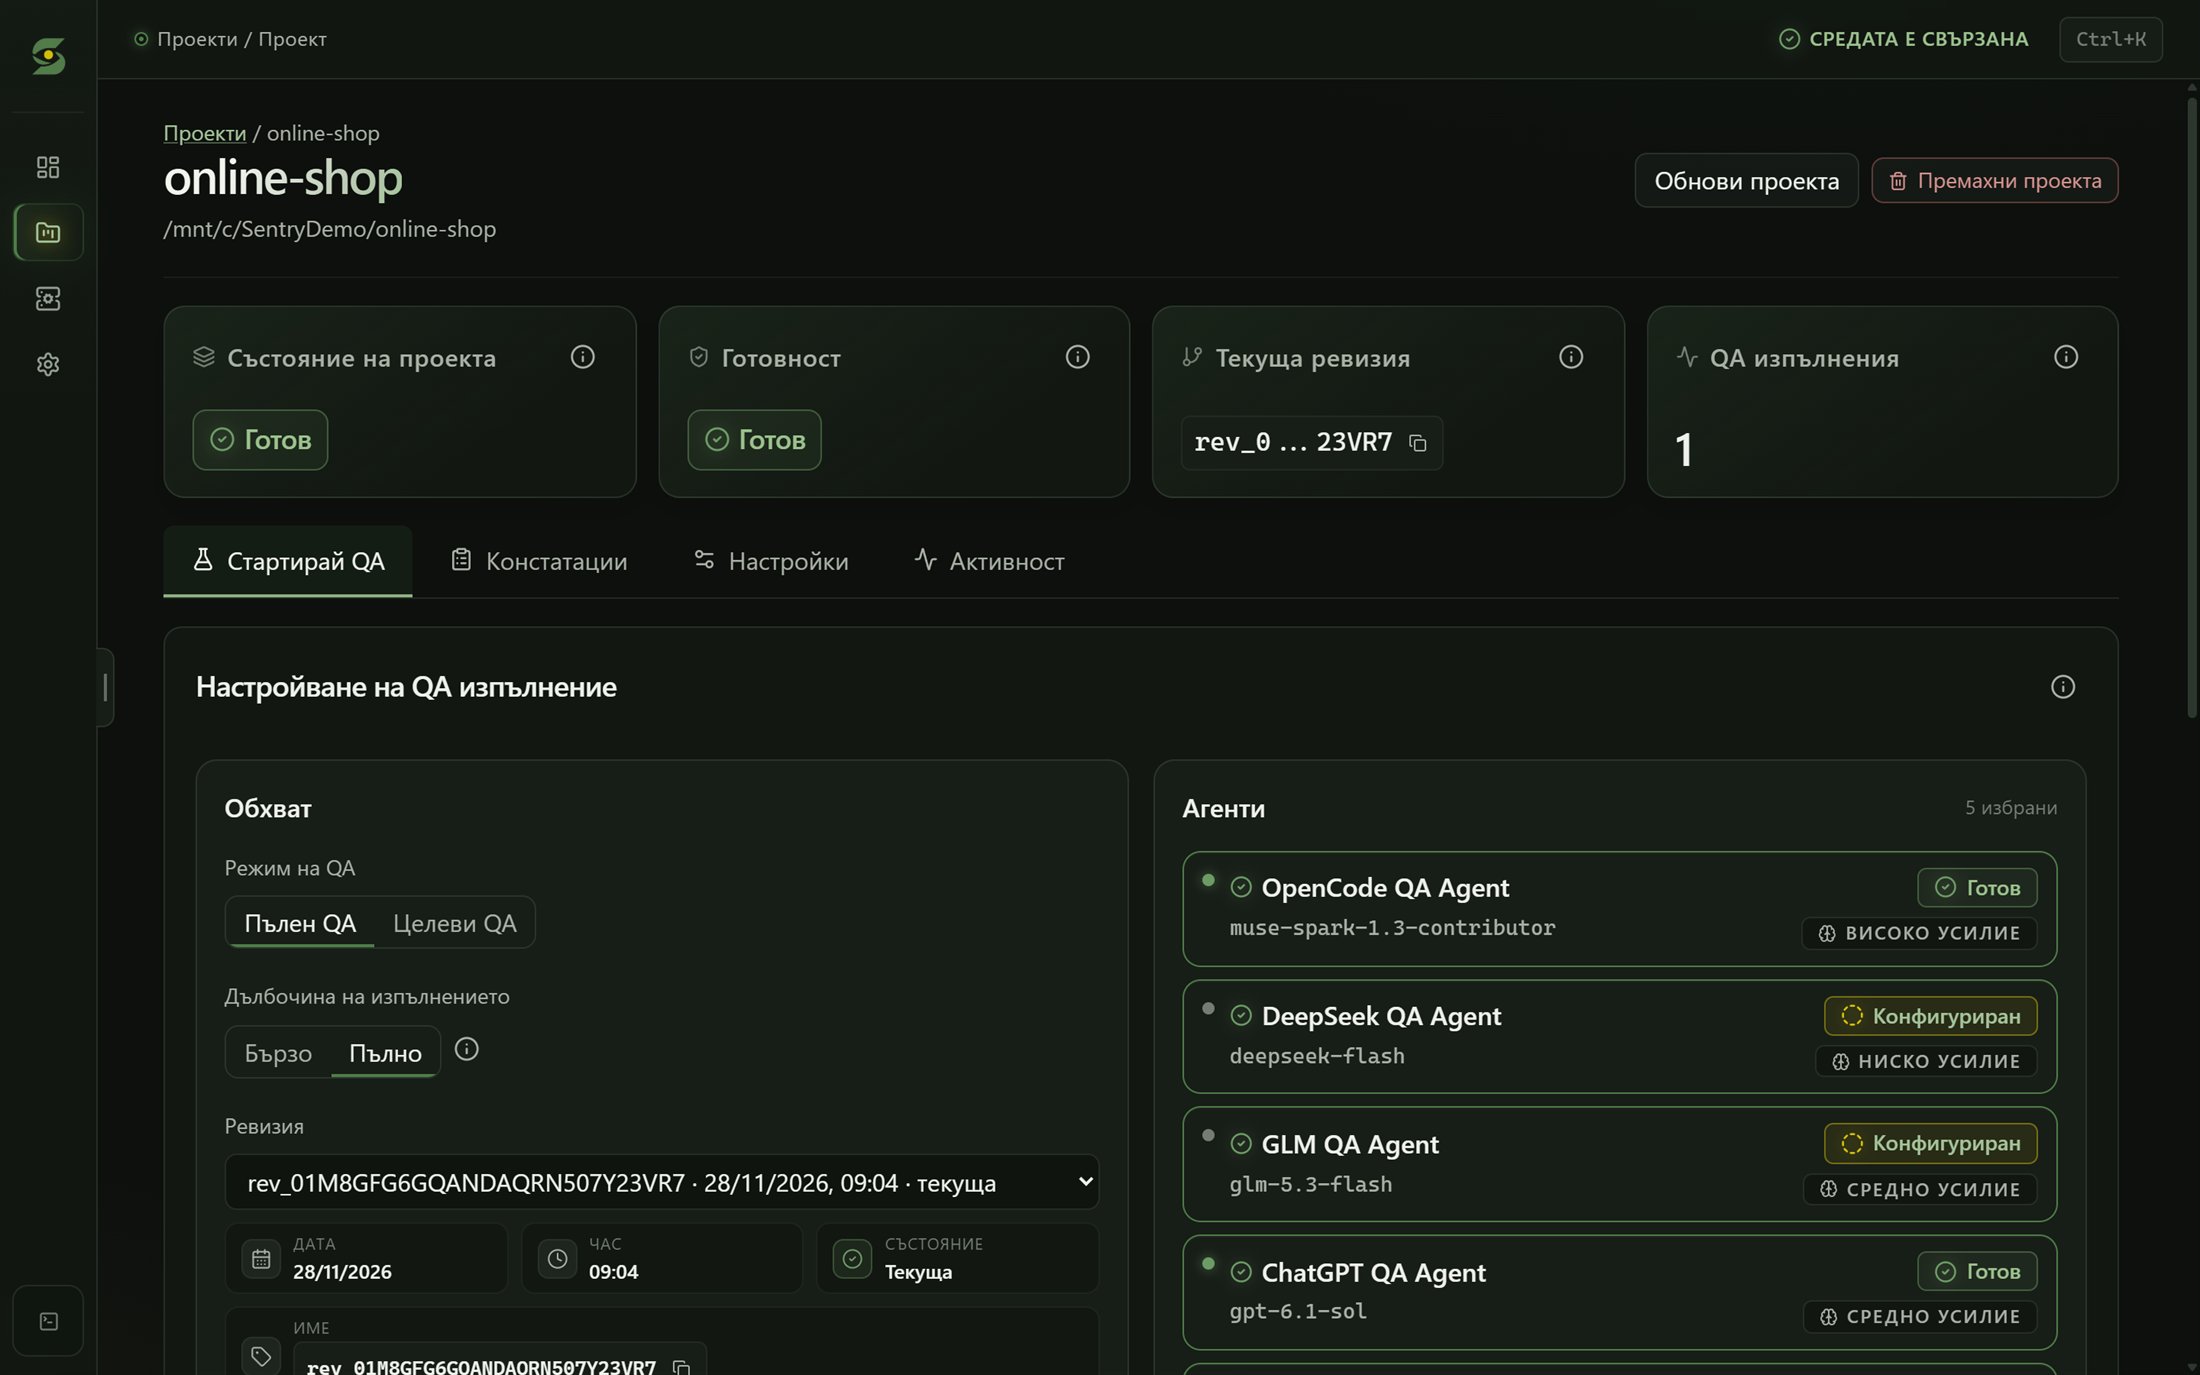 Проекти / Проект
СРЕДАТА Е СВЪРЗАНА
Ctrl+K
Проекти / online-shop
online-shop
/mnt/c/SentryDemo/online-shop
Обнови проекта
Премахни проекта
Състояние на проекта
Готов
Готовност
Готов
Текуща ревизия
rev_0 ... 23VR7
QA изпълнения
1
Стартирай QA
Констатации
Настройки
Активност
Настройване на QA изпълнение
Обхват
Режим на QA
Пълен QA
Целеви QA
Дълбочина на изпълнението
Бързо
Пълно
Ревизия
rev_01M8GFG6GQANDAQRN507Y23VR7 · 28/11/2026, 09:04 · текуща
ДАТА
28/11/2026
ЧАС
09:04
СЪСТОЯНИЕ
Текуща
ИМЕ
rev_01M8GFG6GQANDAQRN507Y23VR7
Агенти
5 избрани
OpenCode QA Agent
Готов
muse-spark-1.3-contributor
ВИСОКО УСИЛИЕ
DeepSeek QA Agent
Конфигуриран
deepseek-flash
НИСКО УСИЛИЕ
GLM QA Agent
Конфигуриран
glm-5.3-flash
СРЕДНО УСИЛИЕ
ChatGPT QA Agent
Готов
gpt-6.1-sol
СРЕДНО УСИЛИЕ